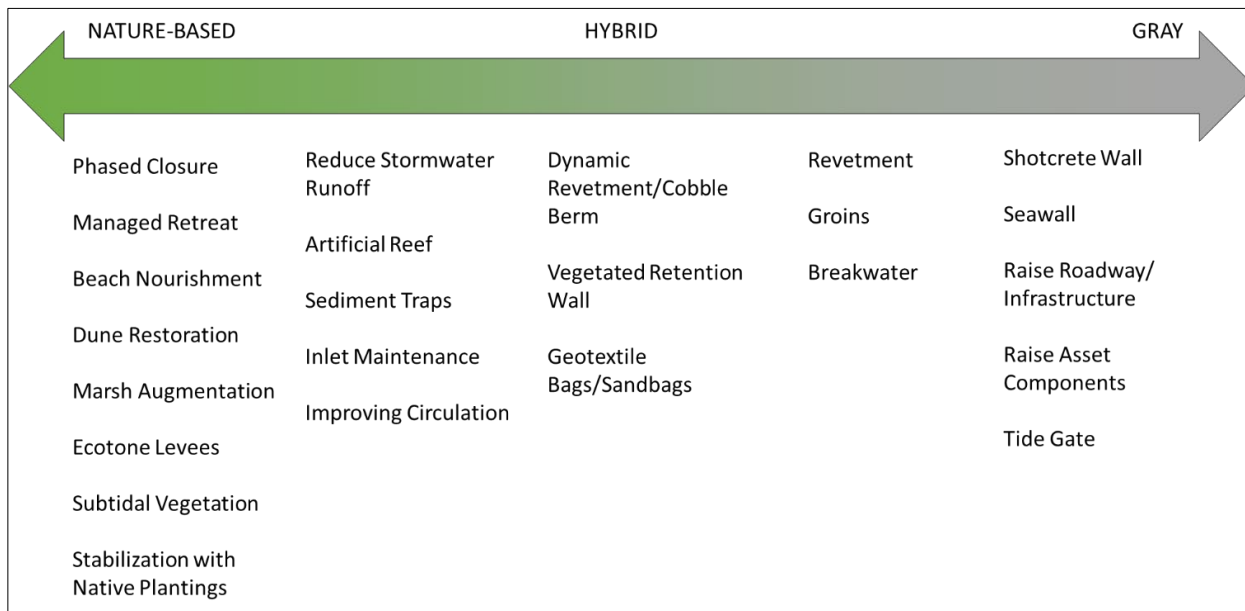 NATURE-BASED
HYBRID
GRAY
Phased Closure
Managed Retreat
Beach Nourishment
Dune Restoration
Marsh Augmentation
Ecotone Levees
Subtidal Vegetation
Stabilization with
Native Plantings
Reduce Stormwater
Runoff
Artificial Reef
Sediment Traps
Inlet Maintenance
Improving Circulation
Dynamic
Revetment/Cobble
Berm
Vegetated Retention
Wall
Geotextile
Bags/Sandbags
Revetment
Groins
Breakwater
Shotcrete Wall
Seawall
Raise Roadway/
Infrastructure
Raise Asset
Components
Tide Gate